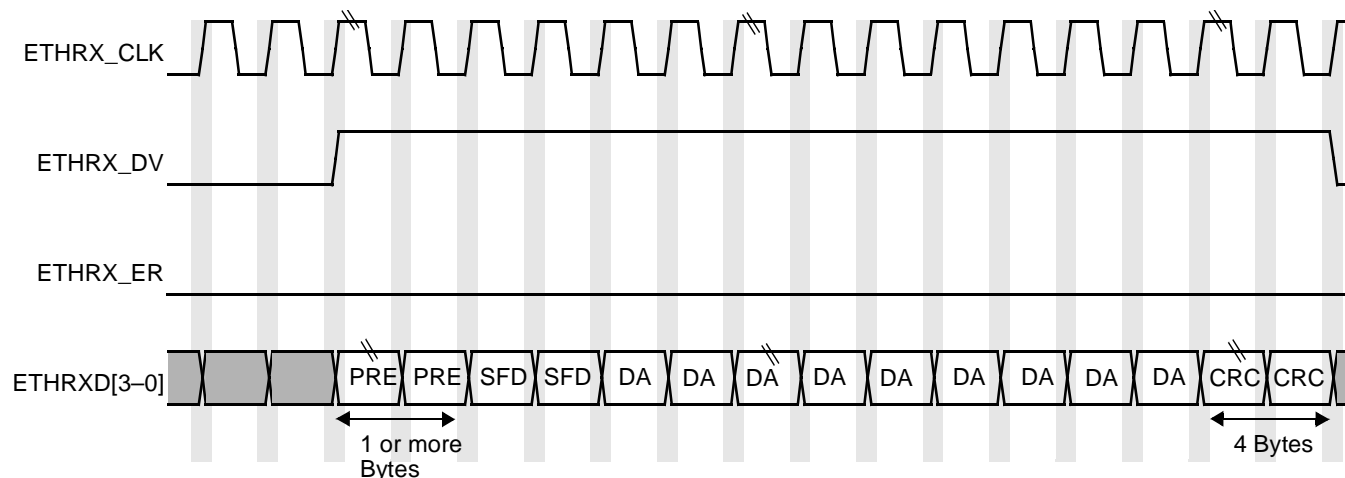 ETHRX_CLK
ETHRX_DV
ETHRX_ER
ETHRXD[3–0]
PRE PRE SFD SFD DA DA DA DA DA DA DA DA DA CRC CRC
1 or more
Bytes
4 Bytes